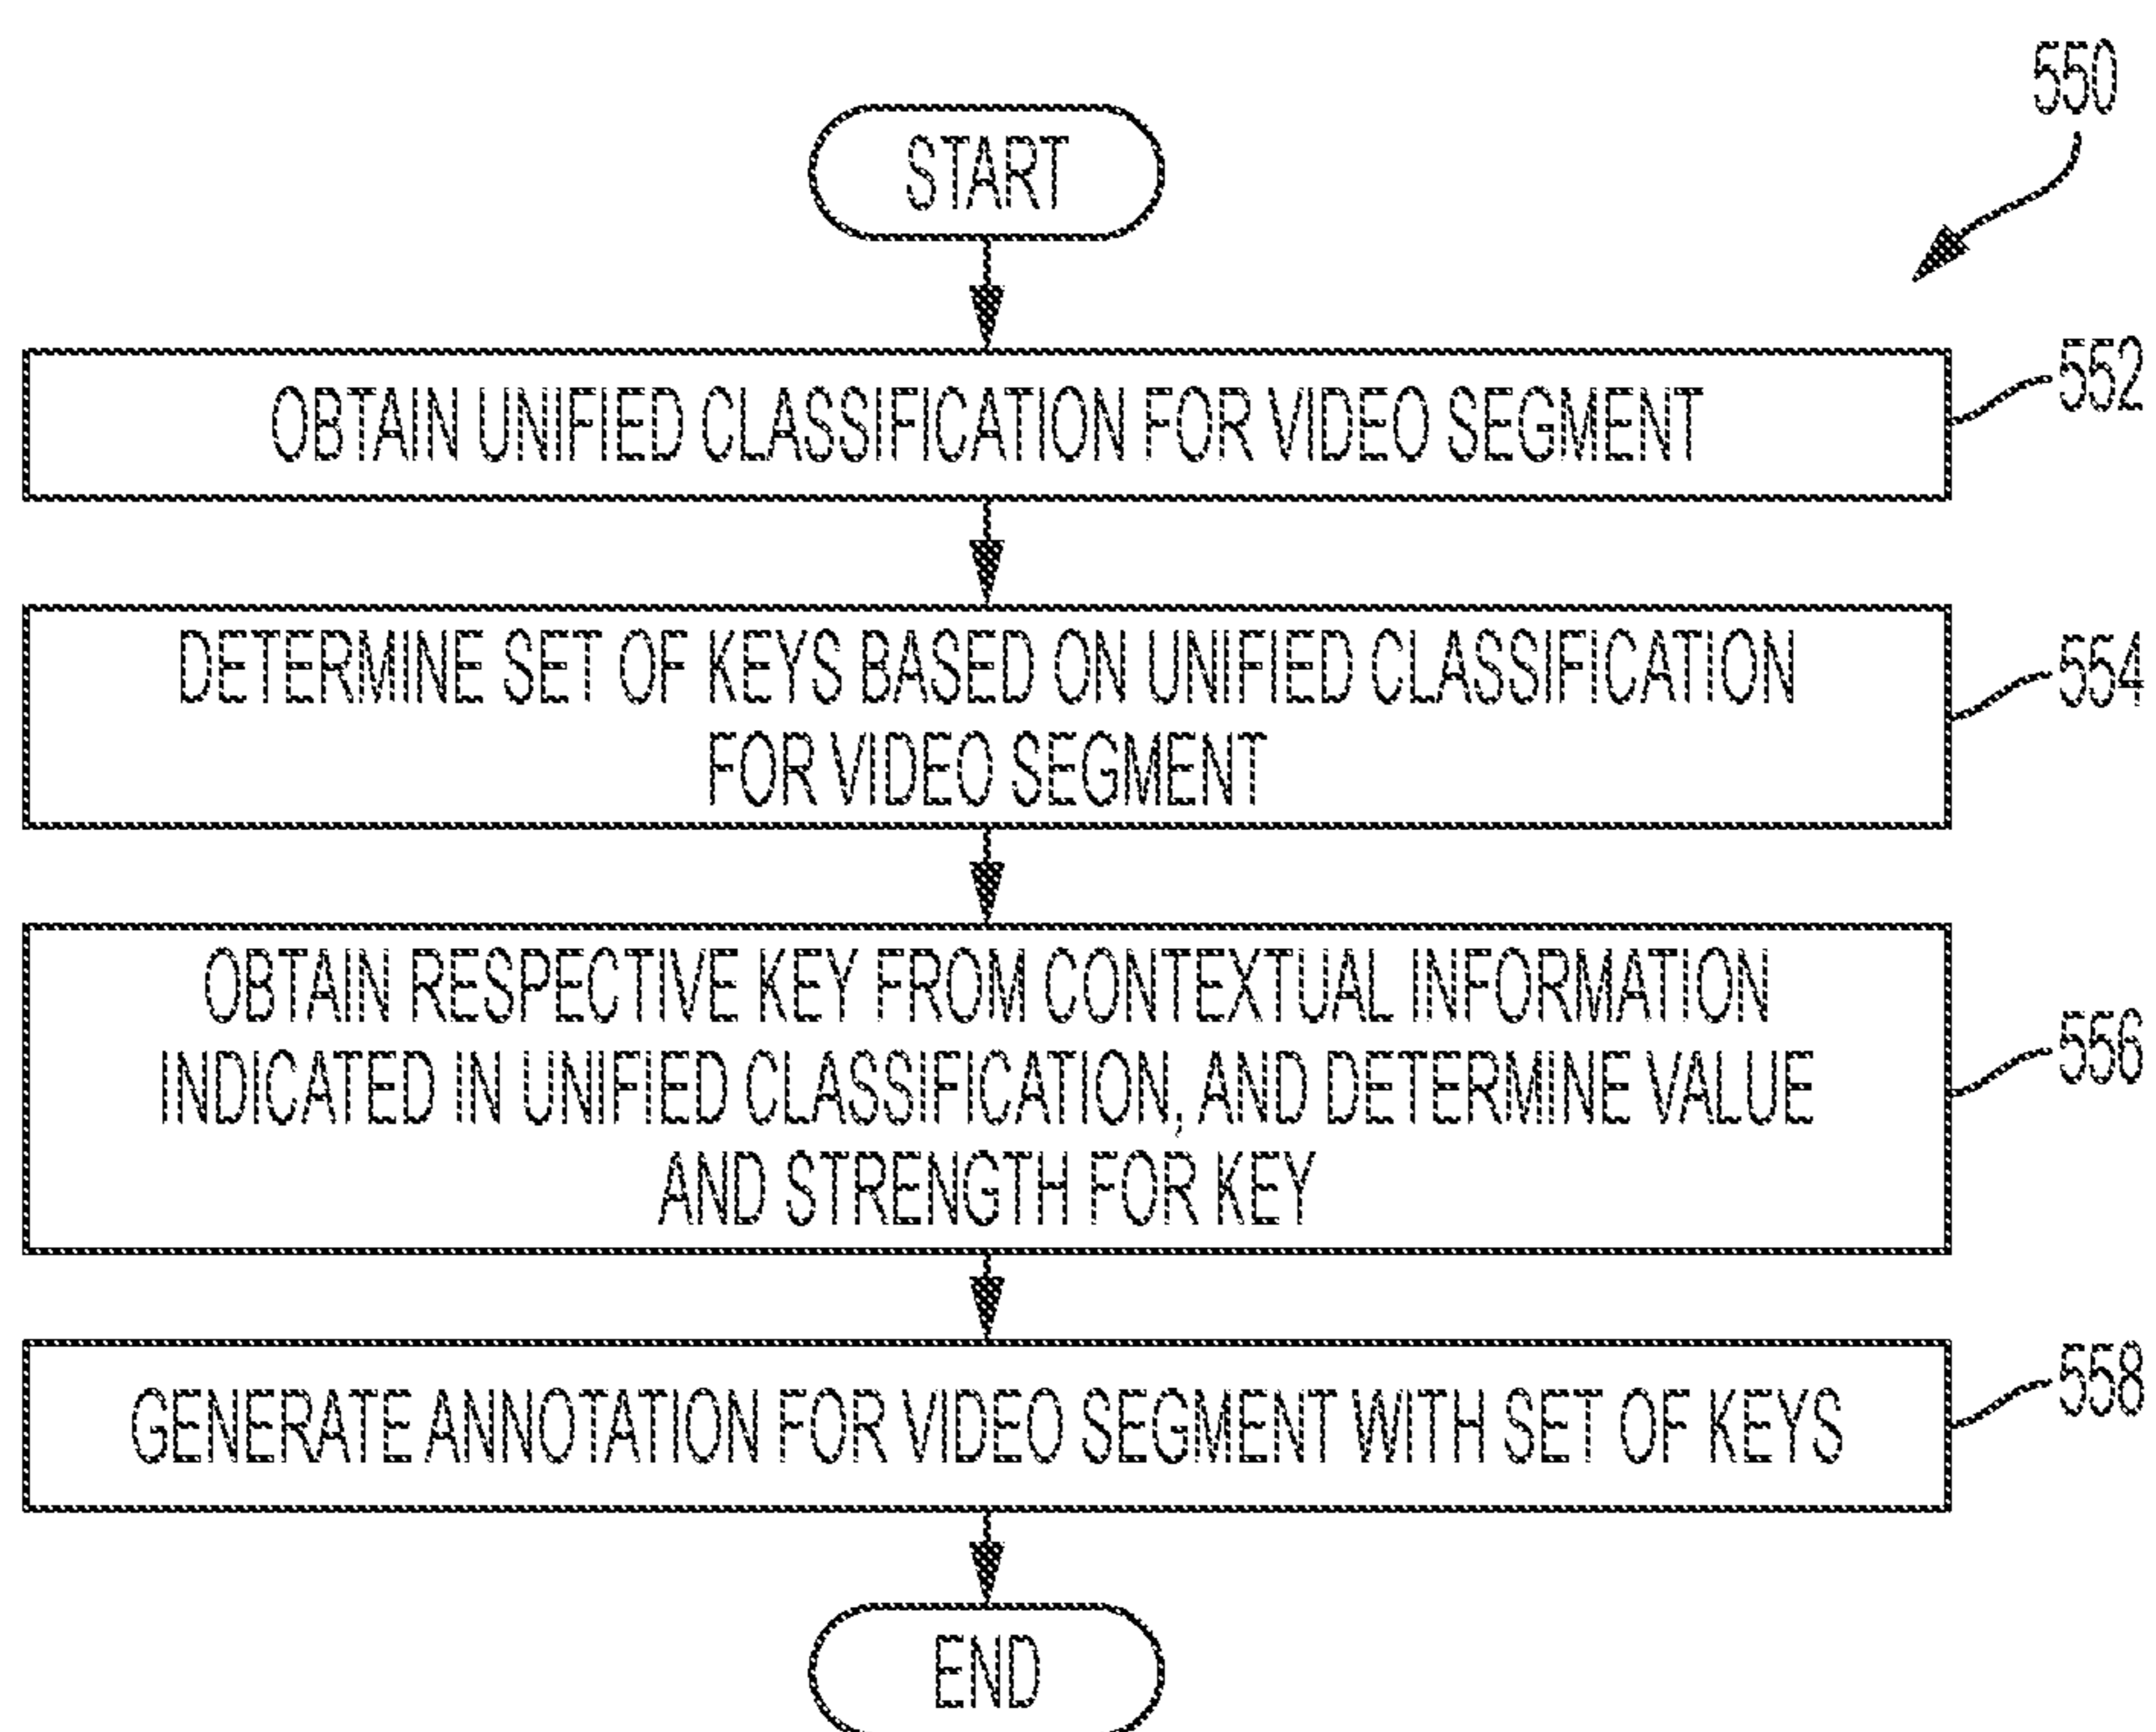 550
START
OBTAIN UNIFIED CLASSIFICATION FOR VIDEO SEGMENT
552
DETERMINE SET OF KEYS BASED ON UNIFIED CLASSIFICATION
FOR VIDEO SEGMENT
554
OBTAIN RESPECTIVE KEY FROM CONTEXTUAL INFORMATION
INDICATED IN UNIFIED CLASSIFICATION, AND DETERMINE VALUE
AND STRENGTH FOR KEY
556
GENERATE ANNOTATION FOR VIDEO SEGMENT WITH SET OF KEYS
558
END